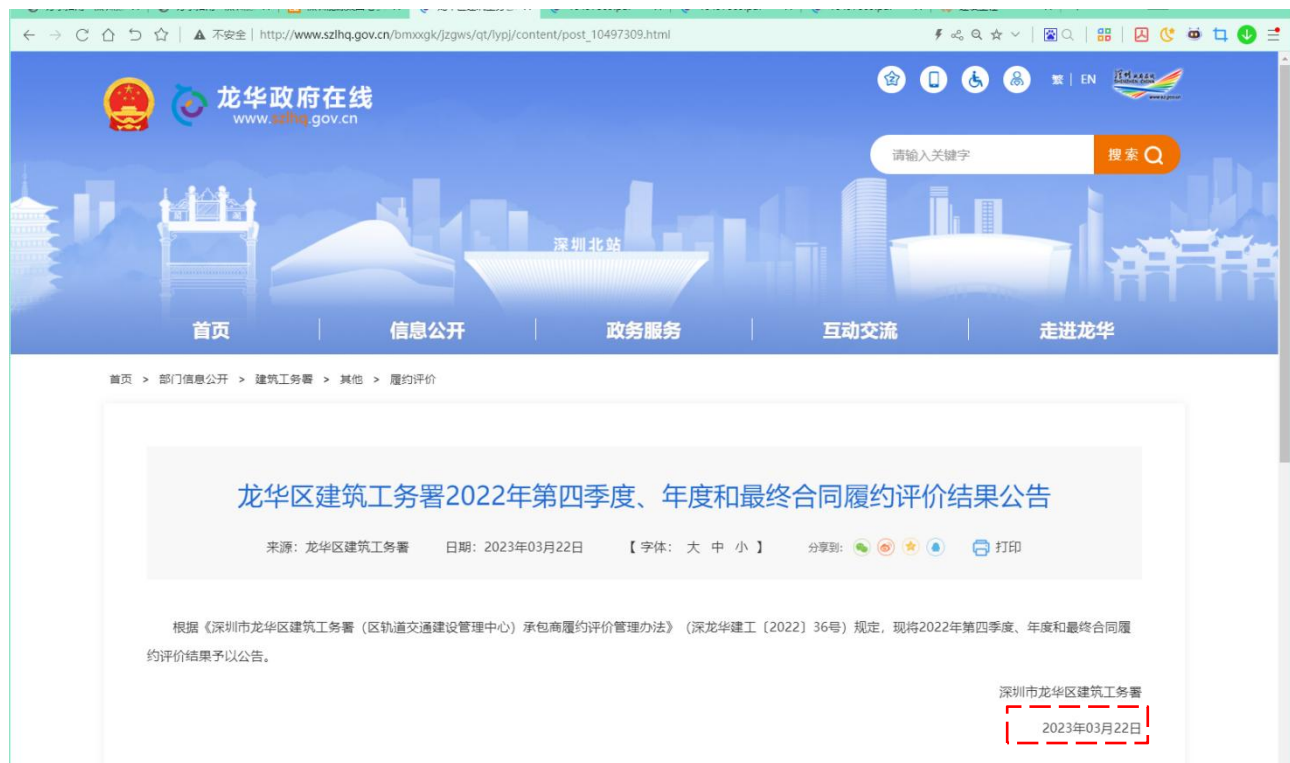 不安全 | http://www.szlhq.gov.cn/bmxxgk/jzgws/qt/lypj/content/post_10497309.html
龙华政府在线
www.szlhq.gov.cn
繁 | EN
请输入关键字 搜索
深圳北站
首页 信息公开 政务服务 互动交流 走进龙华
首页 > 部门信息公开 > 建筑工务署 > 其他 > 履约评价
龙华区建筑工务署2022年第四季度、年度和最终合同履约评价结果公告
来源：龙华区建筑工务署 日期：2023年03月22日 【字体： 大 中 小 】 分享到： 打印
根据《深圳市龙华区建筑工务署（区轨道交通建设管理中心）承包商履约评价管理办法》（深龙华建工〔2022〕36号）规定，现将2022年第四季度、年度和最终合同履
约评价结果予以公告。
深圳市龙华区建筑工务署
2023年03月22日